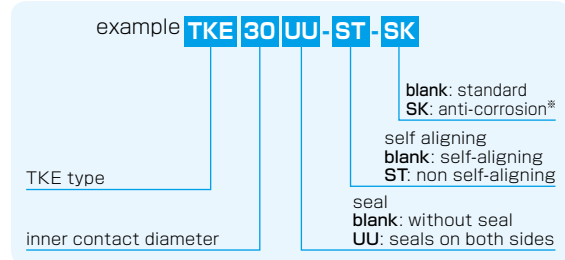 example TKE 30 UU - ST - SK
blank: standard
SK: anti-corrosion※
self aligning
blank: self-aligning
ST: non self-aligning
TKE type
seal
blank: without seal
UU: seals on both sides
inner contact diameter